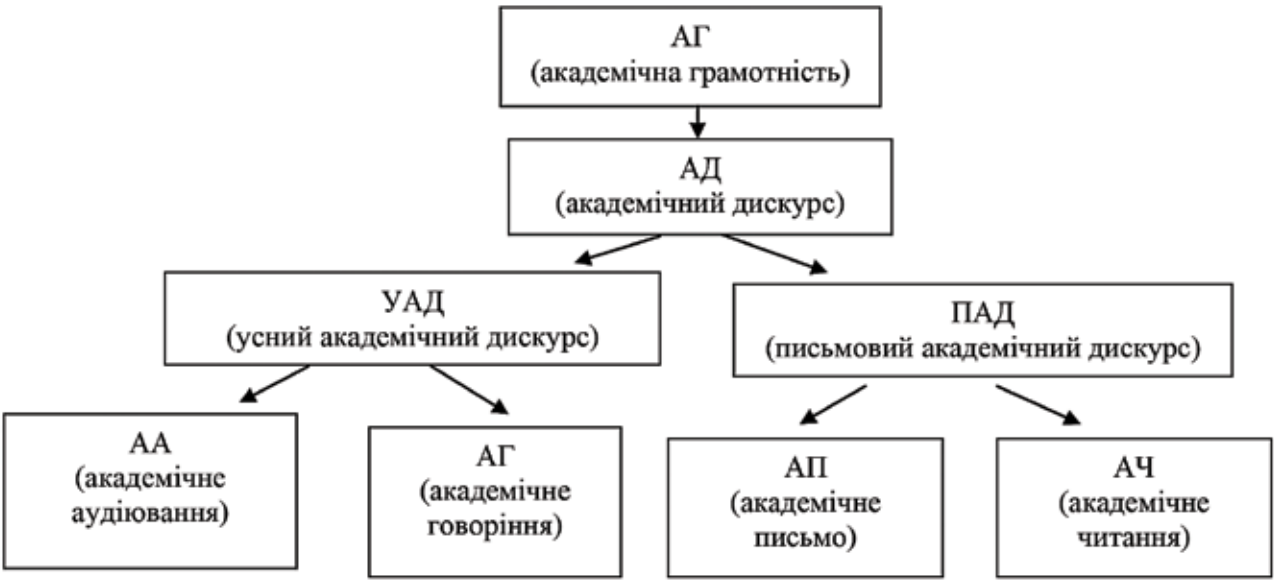 АГ
(академічна грамотність)
АД
(академічний дискурс)
УАД
(усний академічний дискурс)
ПАД
(письмовий академічний дискурс)
АА
(академічне
аудіювання)
АГ
(академічне
говоріння)
АП
(академічне
письмо)
АЧ
(академічне
читання)